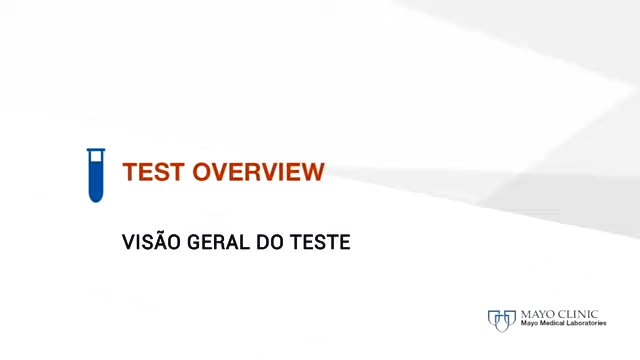 TEST OVERVIEW
VISÃO GERAL DO TESTE
MAYO CLINIC
Mayo Medical Laboratories